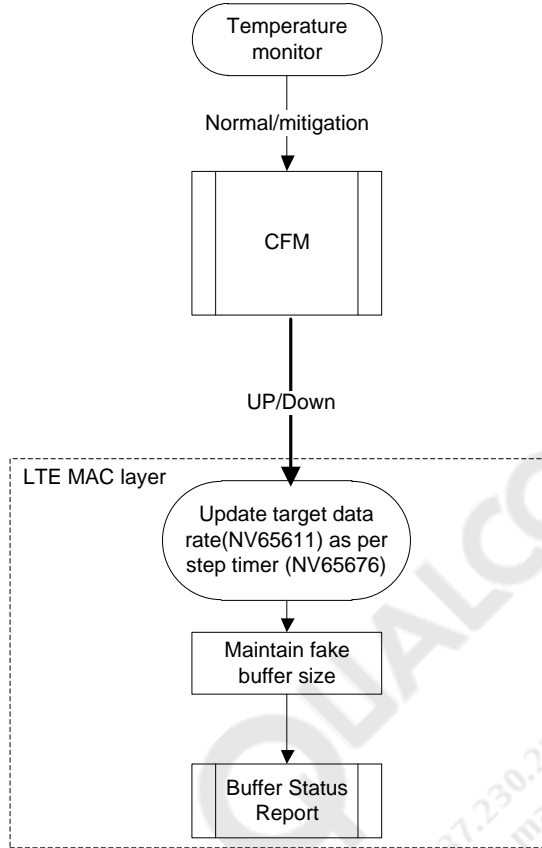 Temperature
monitor
Normal/mitigation
CFM
UP/Down
LTE MAC layer
Update target data
rate(NV65611) as per
step timer (NV65676)
Maintain fake
buffer size
Buffer Status
Report